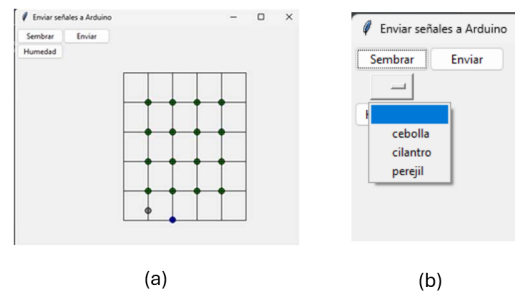 Enviar señales a Arduino
Sembrar Enviar
Humedad
(a)
Enviar señales a Arduino
Sembrar Enviar
cebolla
cilantro
perejil
(b)